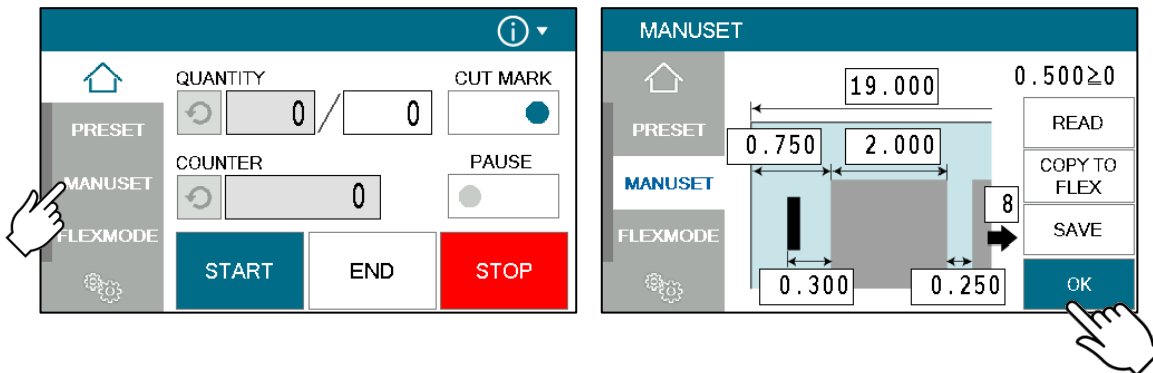 QUANTITY
CUT MARK
0 / 0
PRESET
COUNTER
PAUSE
MANUSET
0
FLEXMODE
START
END
STOP
MANUSET
19.000
0.500≧0
PRESET
READ
0.750
2.000
MANUSET
COPY TO
FLEX
8
FLEXMODE
SAVE
0.300
0.250
OK